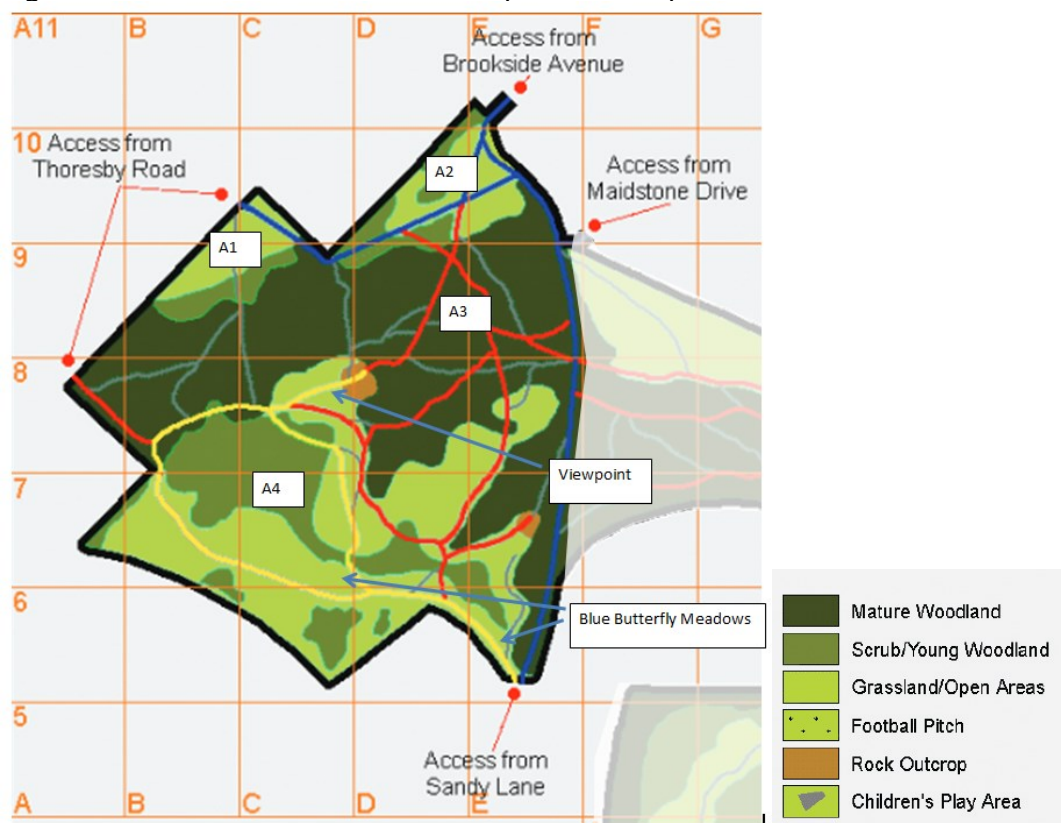 A11 B C D E F G
Access from
Brookside Avenue
10
Access from
Thoresby Road
Access from
Maidstone Drive
A2
9
A1
A3
8
Viewpoint
7
A4
6
Blue Butterfly Meadows
5
Access from
Sandy Lane
A B C D E
Mature Woodland
Scrub/Young Woodland
Grassland/Open Areas
Football Pitch
Rock Outcrop
Children's Play Area